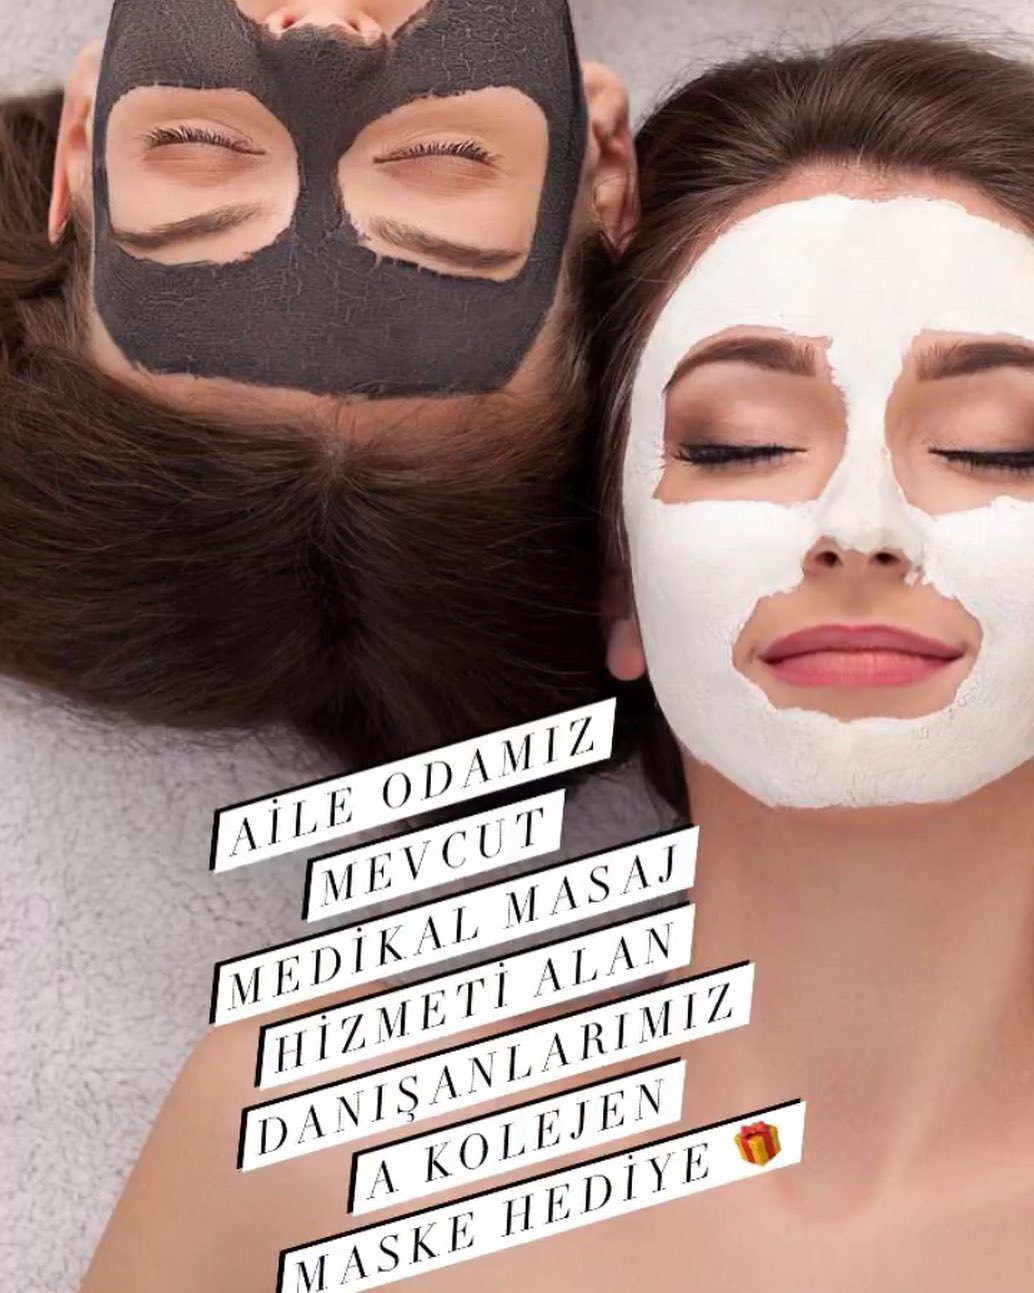 AİLE ODAMIZ
MEVCUT
MEDİKAL MASAJ
HİZMETİ ALAN
DANIŞANLARIMIZ
A KOLEJEN
MASKE HEDİYE 🎁